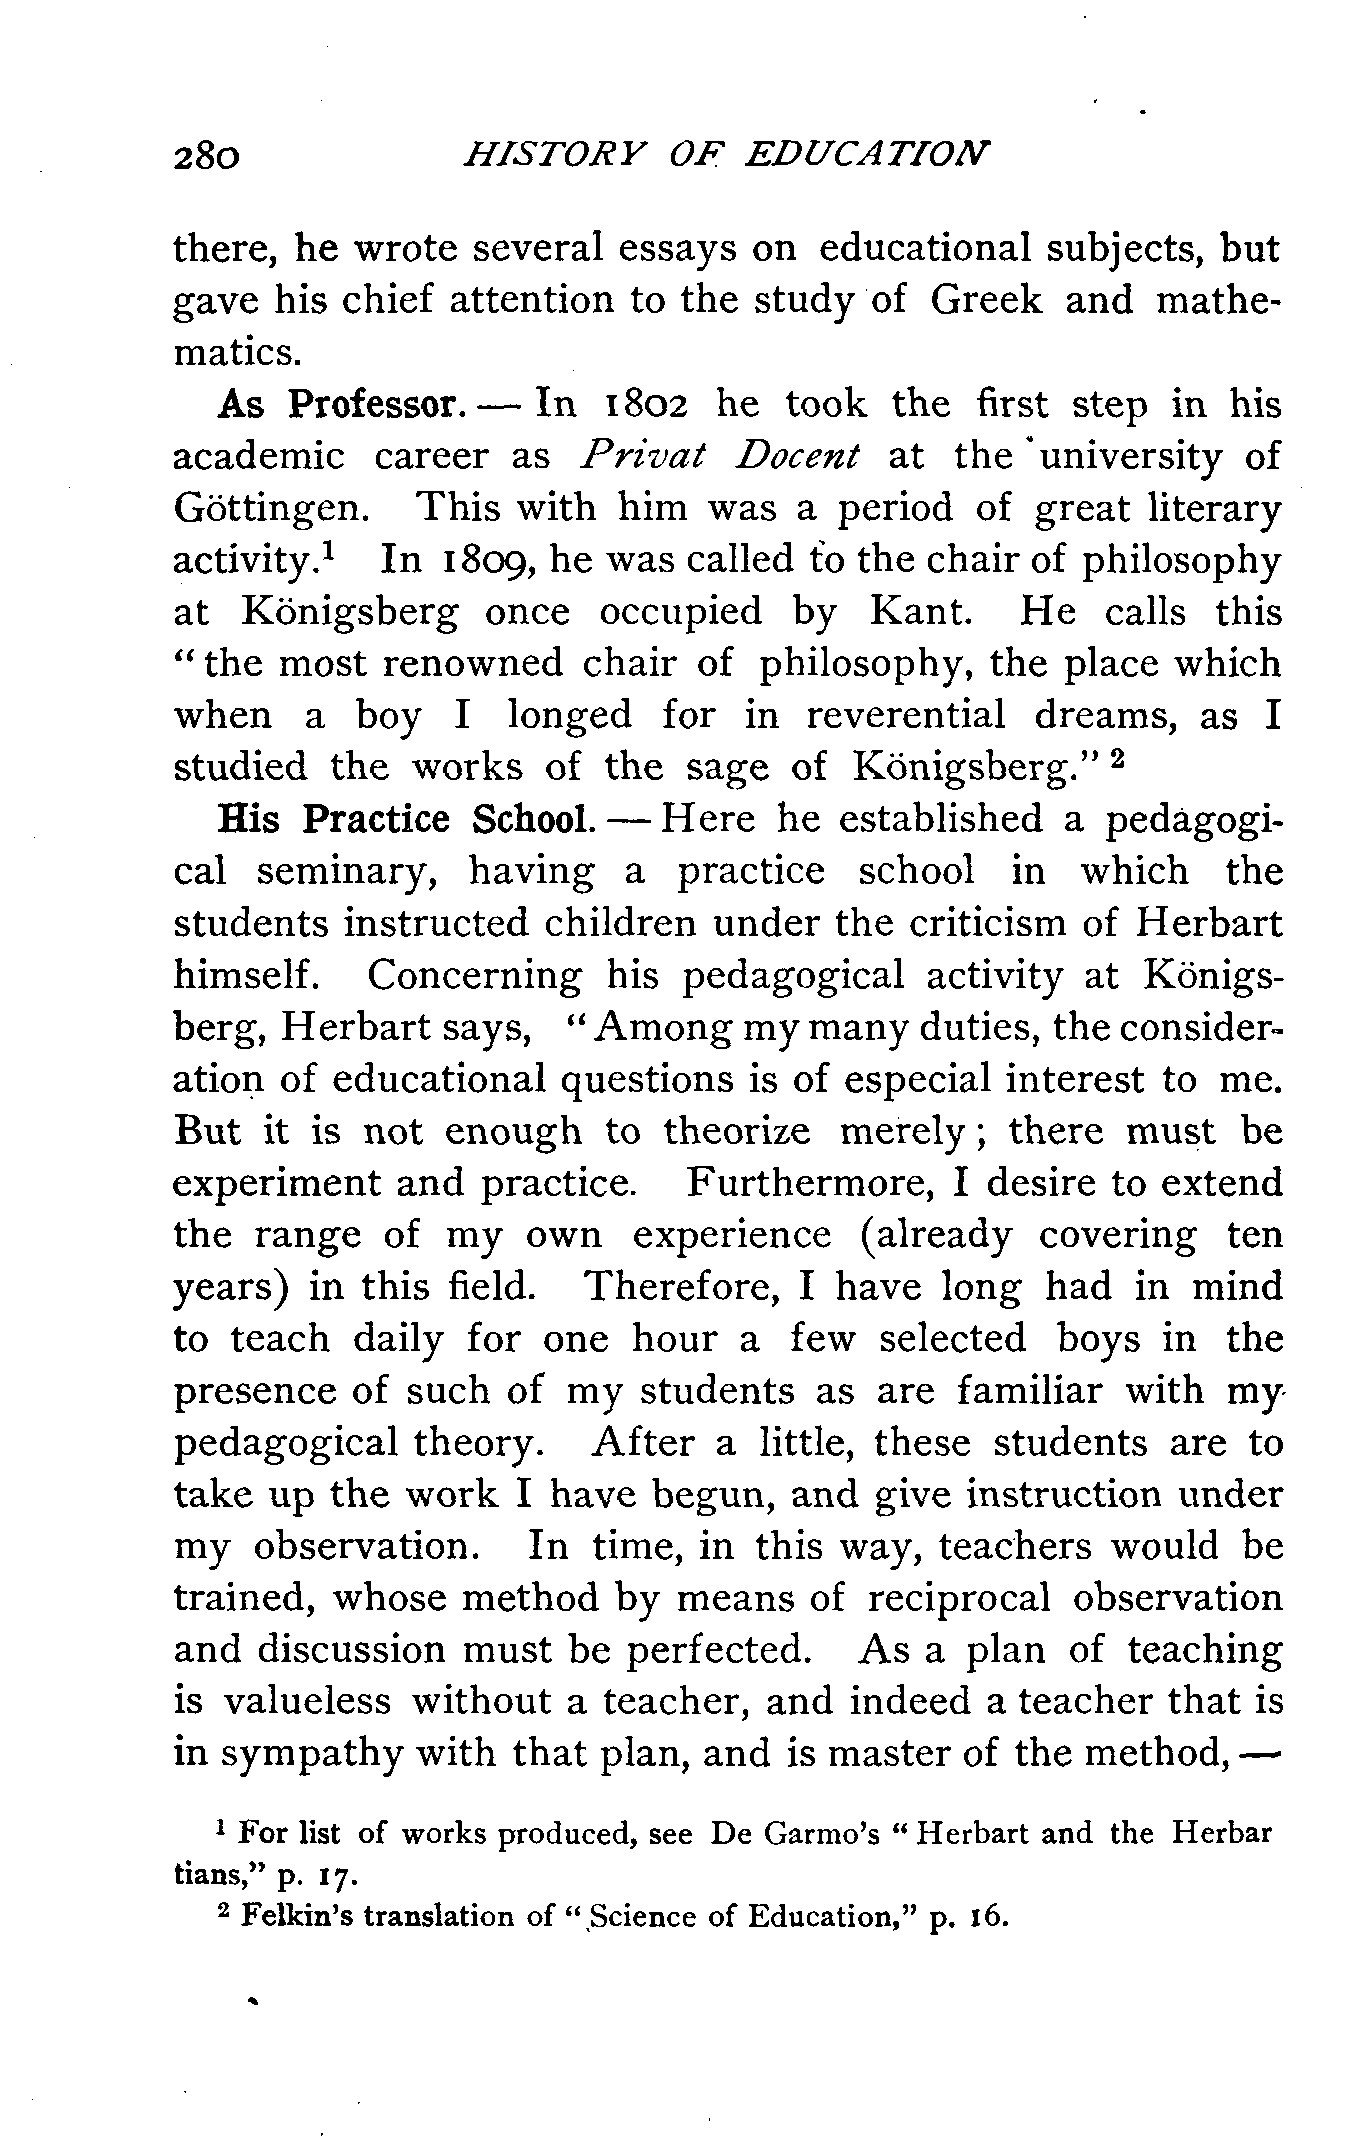 280 HISTORY OF EDUCATION
there, he wrote several essays on educational subjects, but
gave his chief attention to the study of Greek and mathe-
matics.
As Professor. — In 1802 he took the first step in his
academic career as Privat Docent at the university of
Göttingen. This with him was a period of great literary
activity.¹ In 1809, he was called to the chair of philosophy
at Königsberg once occupied by Kant. He calls this
“the most renowned chair of philosophy, the place which
when a boy I longed for in reverential dreams, as I
studied the works of the sage of Königsberg.” ²
His Practice School. — Here he established a pedagogi-
cal seminary, having a practice school in which the
students instructed children under the criticism of Herbart
himself. Concerning his pedagogical activity at Königs-
berg, Herbart says, “Among my many duties, the consider-
ation of educational questions is of especial interest to me.
But it is not enough to theorize merely; there must be
experiment and practice. Furthermore, I desire to extend
the range of my own experience (already covering ten
years) in this field. Therefore, I have long had in mind
to teach daily for one hour a few selected boys in the
presence of such of my students as are familiar with my
pedagogical theory. After a little, these students are to
take up the work I have begun, and give instruction under
my observation. In time, in this way, teachers would be
trained, whose method by means of reciprocal observation
and discussion must be perfected. As a plan of teaching
is valueless without a teacher, and indeed a teacher that is
in sympathy with that plan, and is master of the method, —
¹ For list of works produced, see De Garmo’s “Herbart and the Herbar
tians,” p. 17.
² Felkin’s translation of “Science of Education,” p. 16.